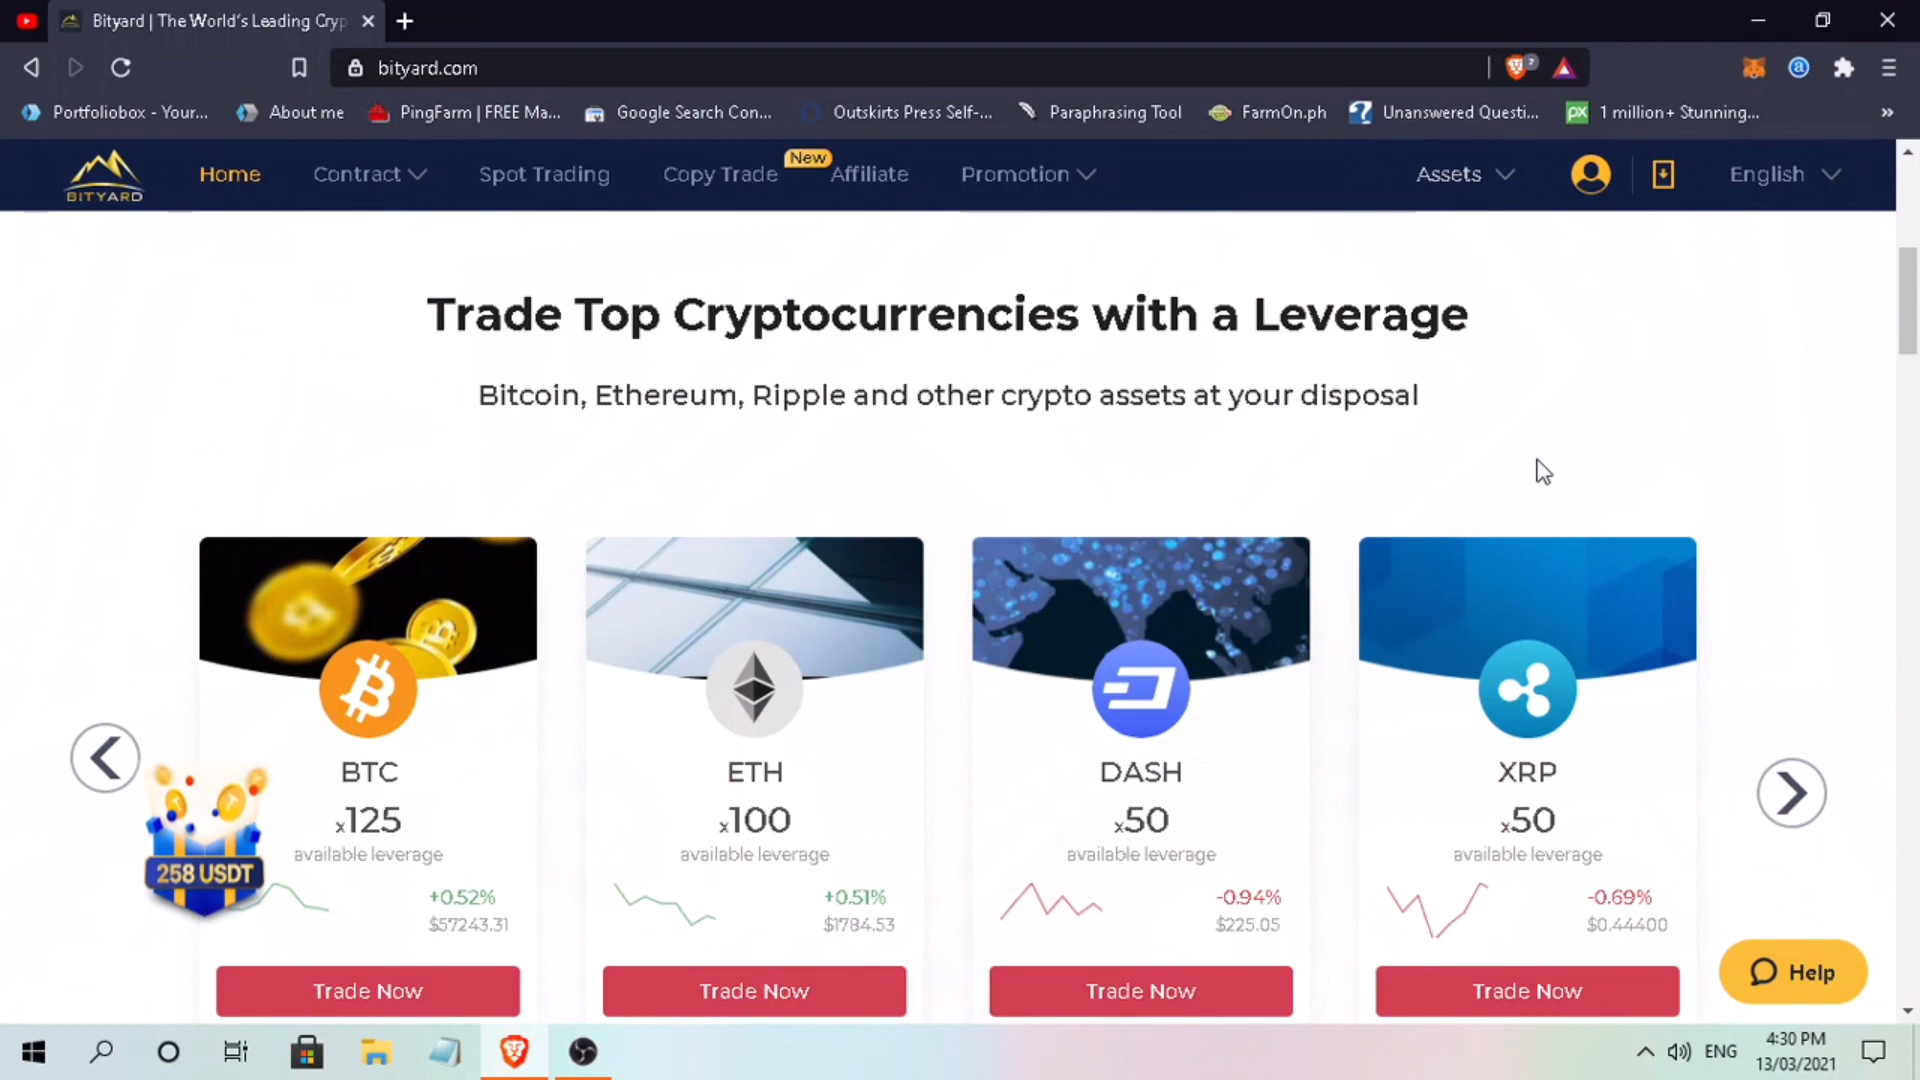 Bityard | The World's Leading Cryp
bityard.com
2
Portfoliobox - Your...
About me
PingFarm | FREE Ma...
Google Search Con...
Outskirts Press Self-...
Paraphrasing Tool
FarmOn.ph
Unanswered Questi...
px
1 million+ Stunning...
BITYARD
Home
Contract
Spot Trading
Copy Trade
New
Affiliate
Promotion
Assets
English
Trade Top Cryptocurrencies with a Leverage
Bitcoin, Ethereum, Ripple and other crypto assets at your disposal
BTC
x125
available leverage
+0.52%
$57243.31
Trade Now
ETH
x100
available leverage
+0.51%
$1784.53
Trade Now
DASH
x50
available leverage
-0.94%
$225.05
Trade Now
XRP
x50
available leverage
-0.69%
$0.44400
Trade Now
258 USDT
Help
ENG
4:30 PM
13/03/2021